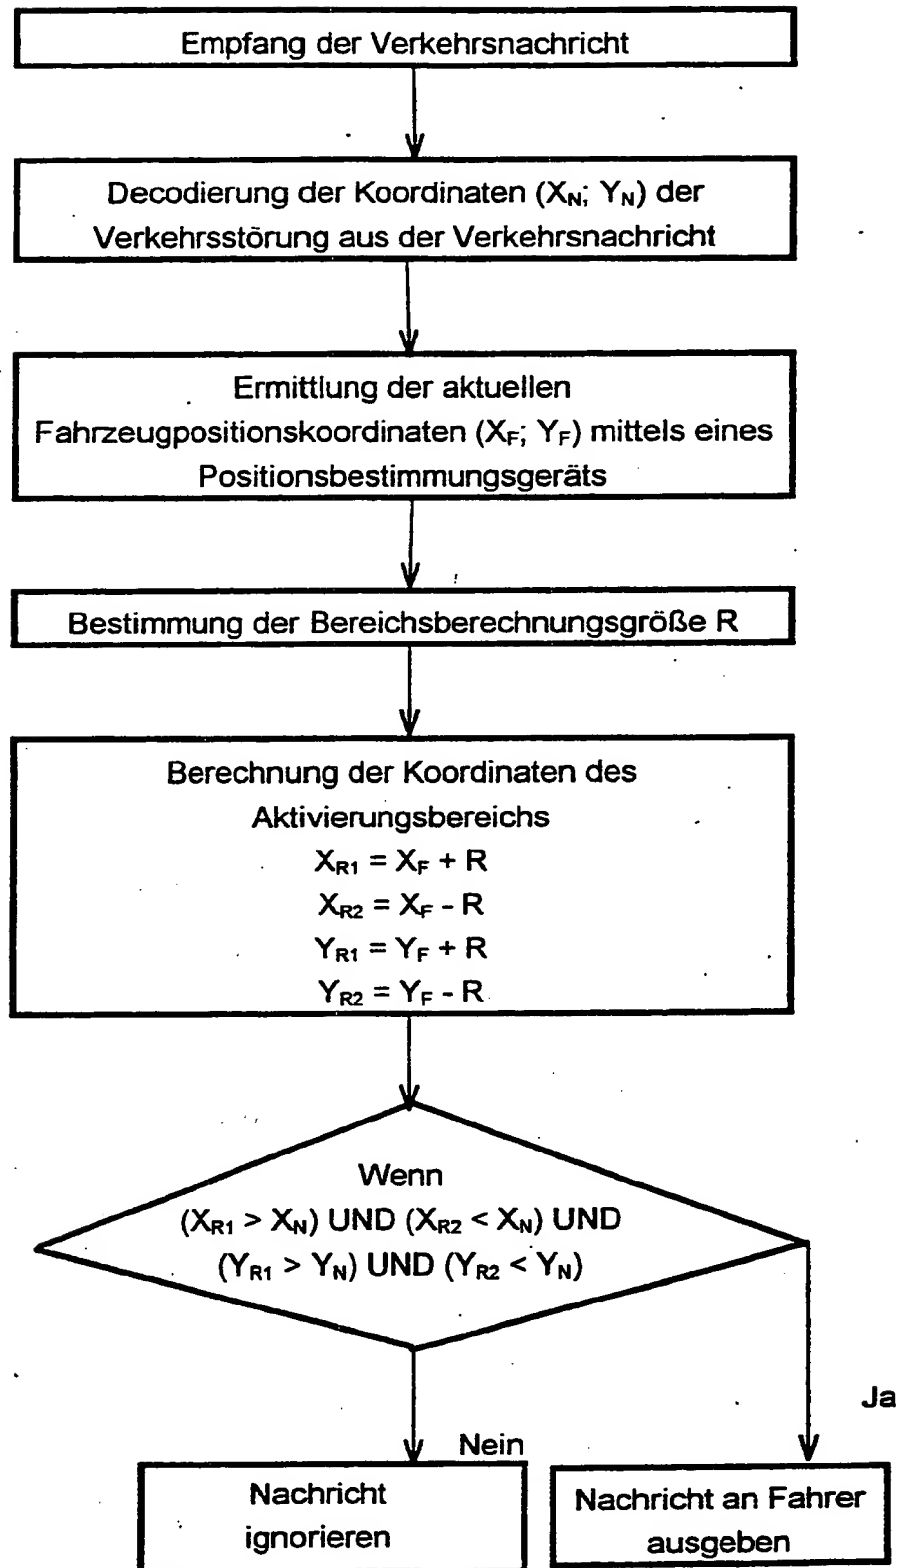 Empfang der Verkehrsnachricht
Decodierung der Koordinaten (X_N; Y_N) der
Verkehrsstörung aus der Verkehrsnachricht
Ermittlung der aktuellen
Fahrzeugpositionskoordinaten (X_F; Y_F) mittels eines
Positionsbestimmungsgeräts
Bestimmung der Bereichsberechnungsgröße R
Berechnung der Koordinaten des
Aktivierungsbereichs
X_R1 = X_F + R
X_R2 = X_F - R
Y_R1 = Y_F + R
Y_R2 = Y_F - R
Wenn
(X_R1 > X_N) UND (X_R2 < X_N) UND
(Y_R1 > Y_N) UND (Y_R2 < Y_N)
Ja
Nein
Nachricht
ignorieren
Nachricht an Fahrer
ausgeben